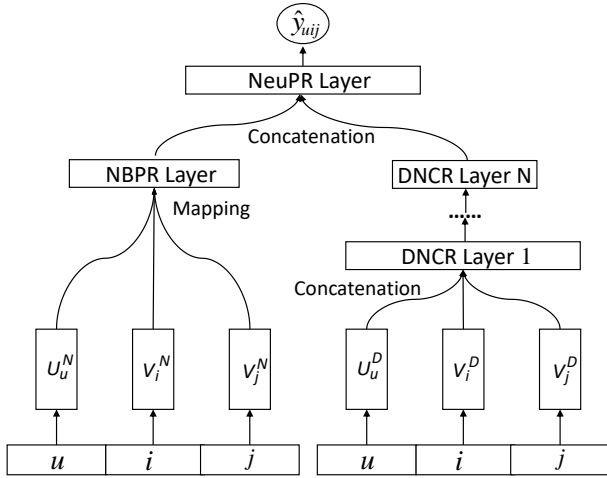 ŷ_uij
NeuPR Layer
Concatenation
NBPR Layer
DNCR Layer N
Mapping
......
DNCR Layer 1
Concatenation
U_u^N
V_i^N
V_j^N
U_u^D
V_i^D
V_j^D
u i j u i j